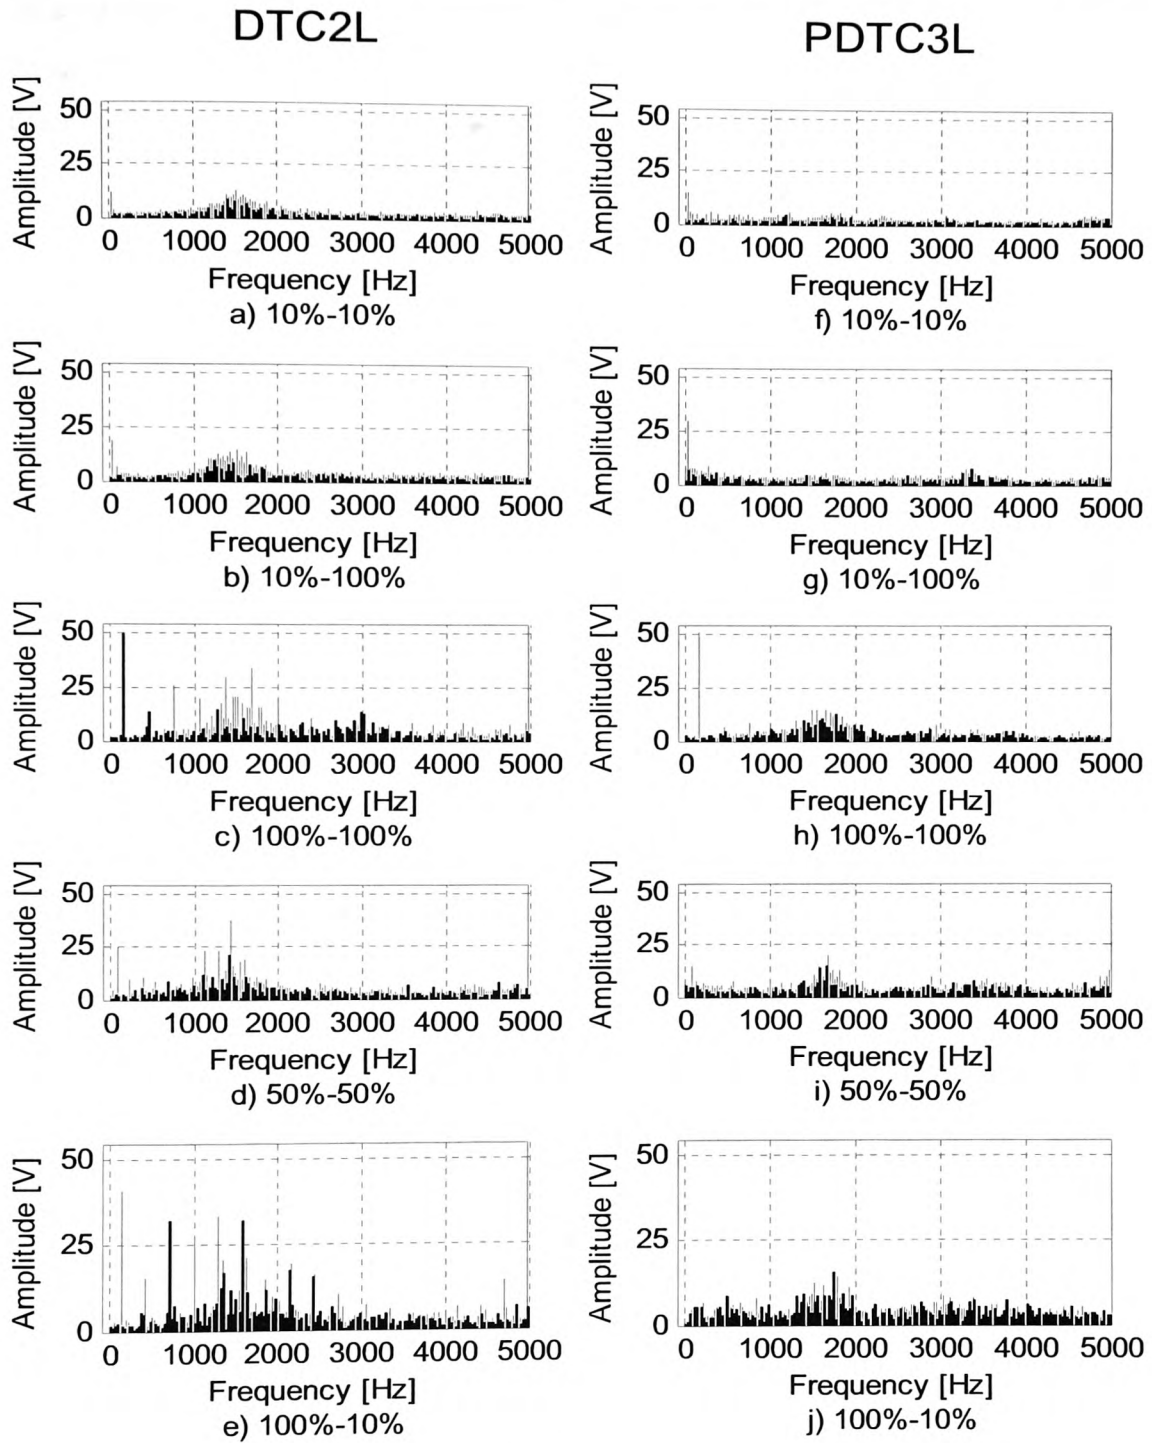 DTC2L
PDTC3L
Amplitude [V]
50
25
0
0 1000 2000 3000 4000 5000
Frequency [Hz]
a) 10%-10%
Amplitude [V]
50
25
0
0 1000 2000 3000 4000 5000
Frequency [Hz]
f) 10%-10%
Amplitude [V]
50
25
0
0 1000 2000 3000 4000 5000
Frequency [Hz]
b) 10%-100%
Amplitude [V]
50
25
0
0 1000 2000 3000 4000 5000
Frequency [Hz]
g) 10%-100%
Amplitude [V]
50
25
0
0 1000 2000 3000 4000 5000
Frequency [Hz]
c) 100%-100%
Amplitude [V]
50
25
0
0 1000 2000 3000 4000 5000
Frequency [Hz]
h) 100%-100%
Amplitude [V]
50
25
0
0 1000 2000 3000 4000 5000
Frequency [Hz]
d) 50%-50%
Amplitude [V]
50
25
0
0 1000 2000 3000 4000 5000
Frequency [Hz]
i) 50%-50%
Amplitude [V]
50
25
0
0 1000 2000 3000 4000 5000
Frequency [Hz]
e) 100%-10%
Amplitude [V]
50
25
0
0 1000 2000 3000 4000 5000
Frequency [Hz]
j) 100%-10%